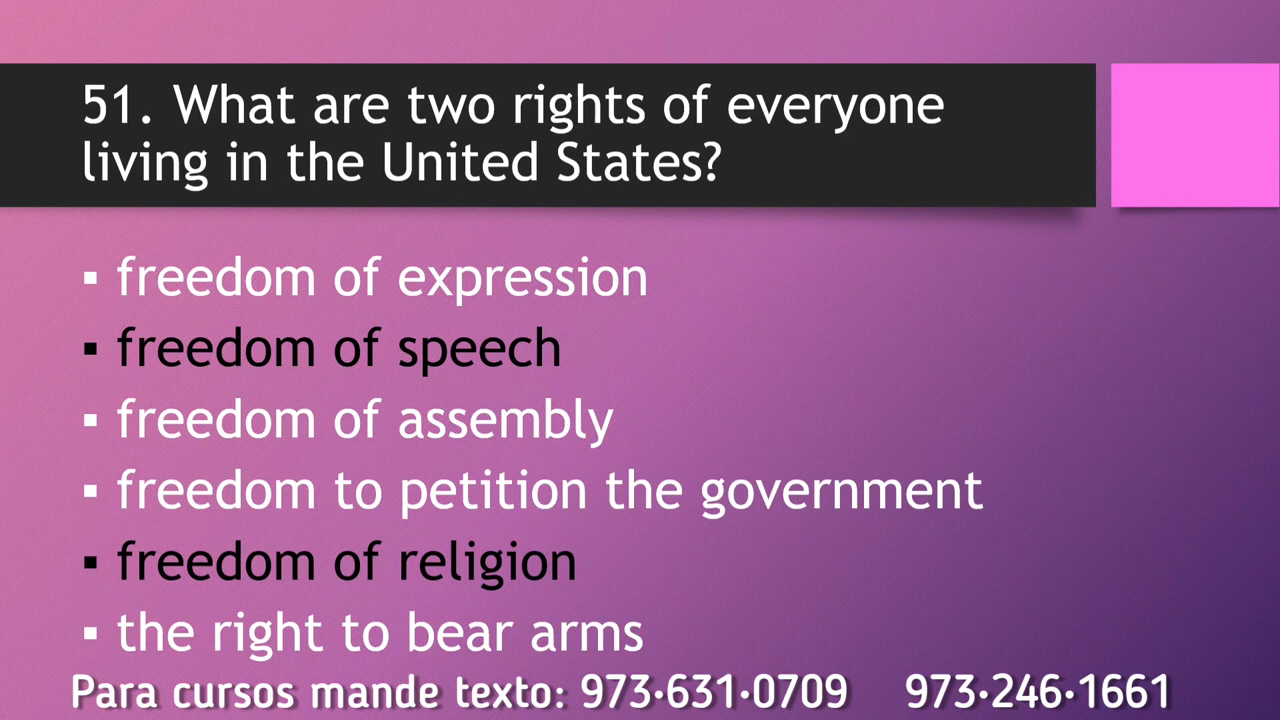 51. What are two rights of everyone
living in the United States?
▪ freedom of expression
▪ freedom of speech
▪ freedom of assembly
▪ freedom to petition the government
▪ freedom of religion
▪ the right to bear arms
Para cursos mande texto: 973·631·0709 973·246·1661